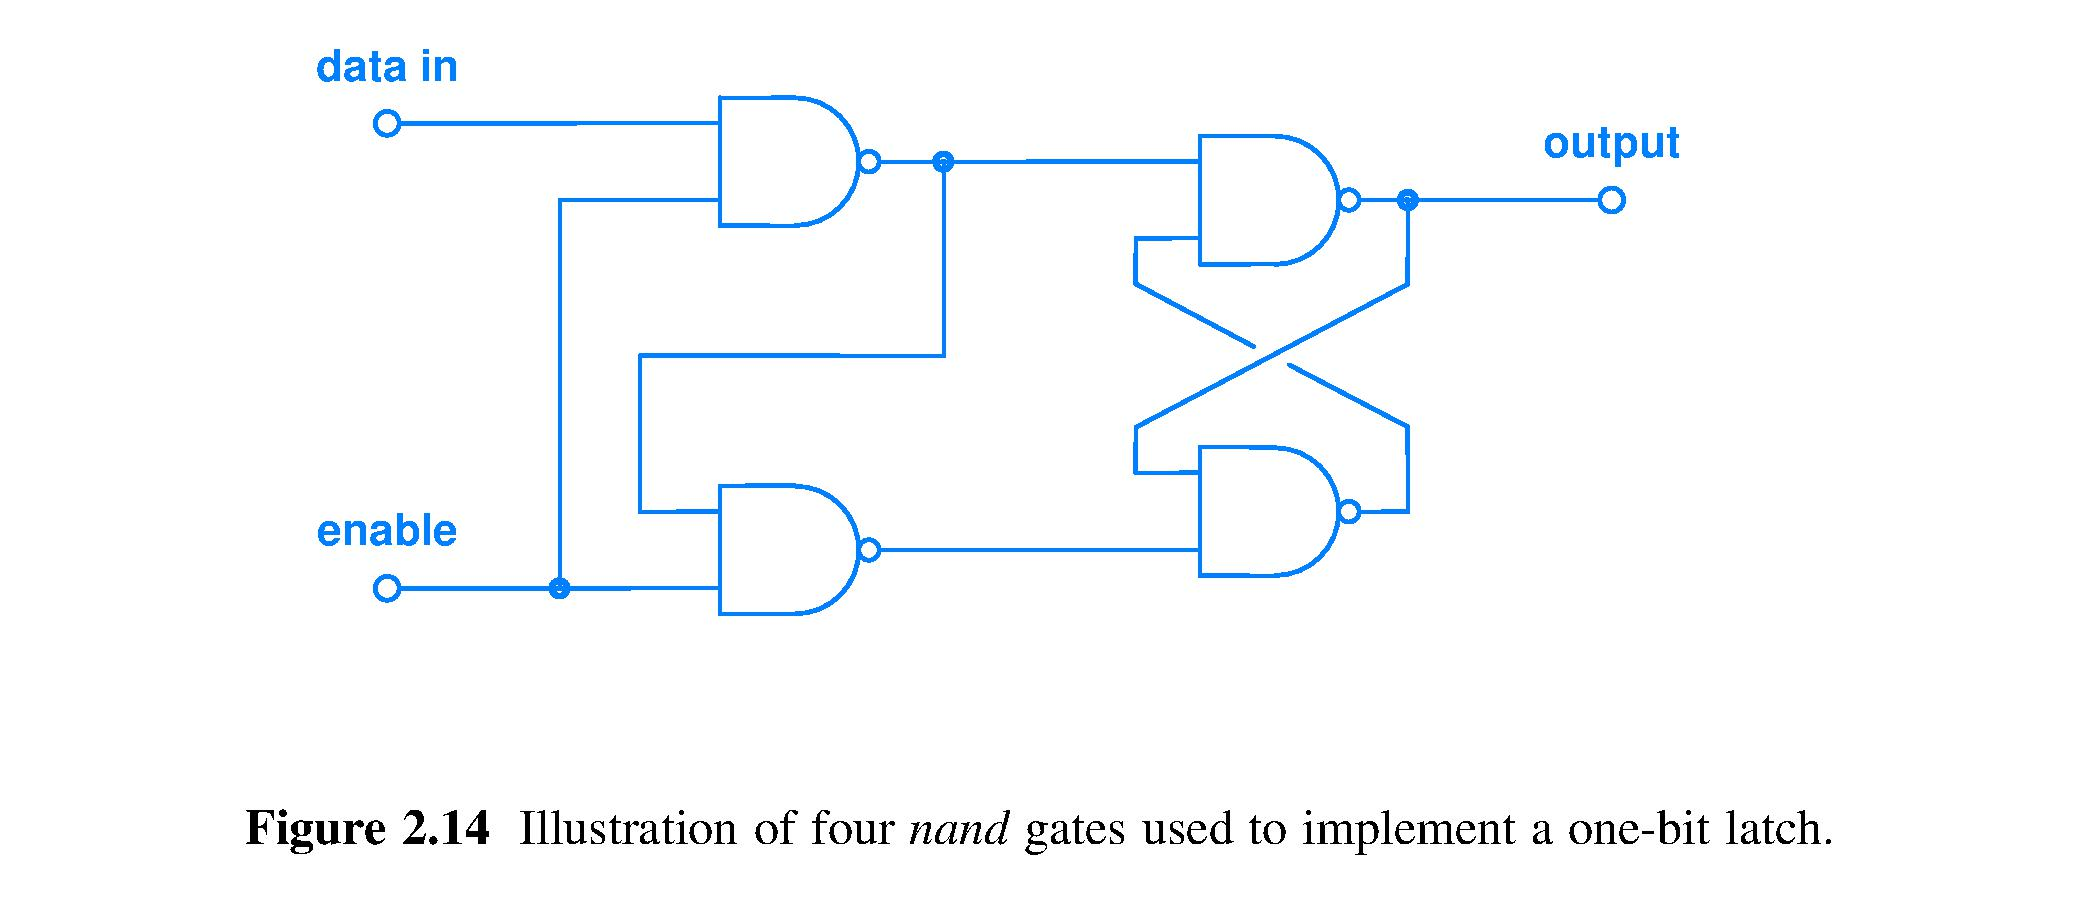 data in
output
enable
Figure 2.14 Illustration of four nand gates used to implement a one-bit latch.